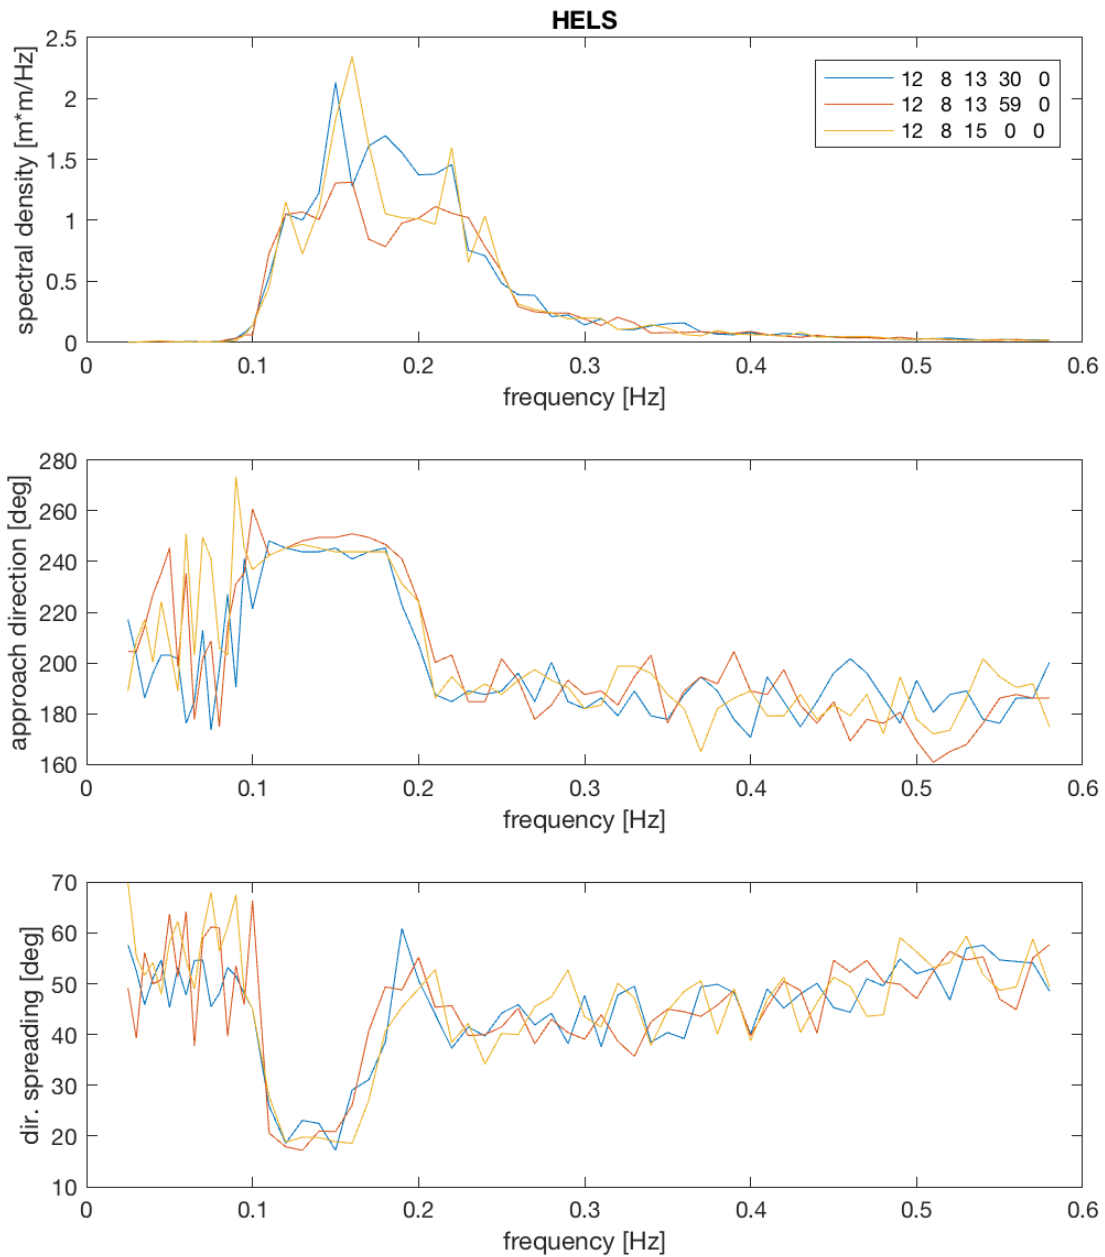 HELS
2.5
2
1.5
1
0.5
0
spectral density [m*m/Hz]
12 8 13 30 0
12 8 13 59 0
12 8 15 0 0
0 0.1 0.2 0.3 0.4 0.5 0.6
frequency [Hz]
280
260
240
220
200
180
160
approach direction [deg]
0 0.1 0.2 0.3 0.4 0.5 0.6
frequency [Hz]
70
60
50
40
30
20
10
dir. spreading [deg]
0 0.1 0.2 0.3 0.4 0.5 0.6
frequency [Hz]